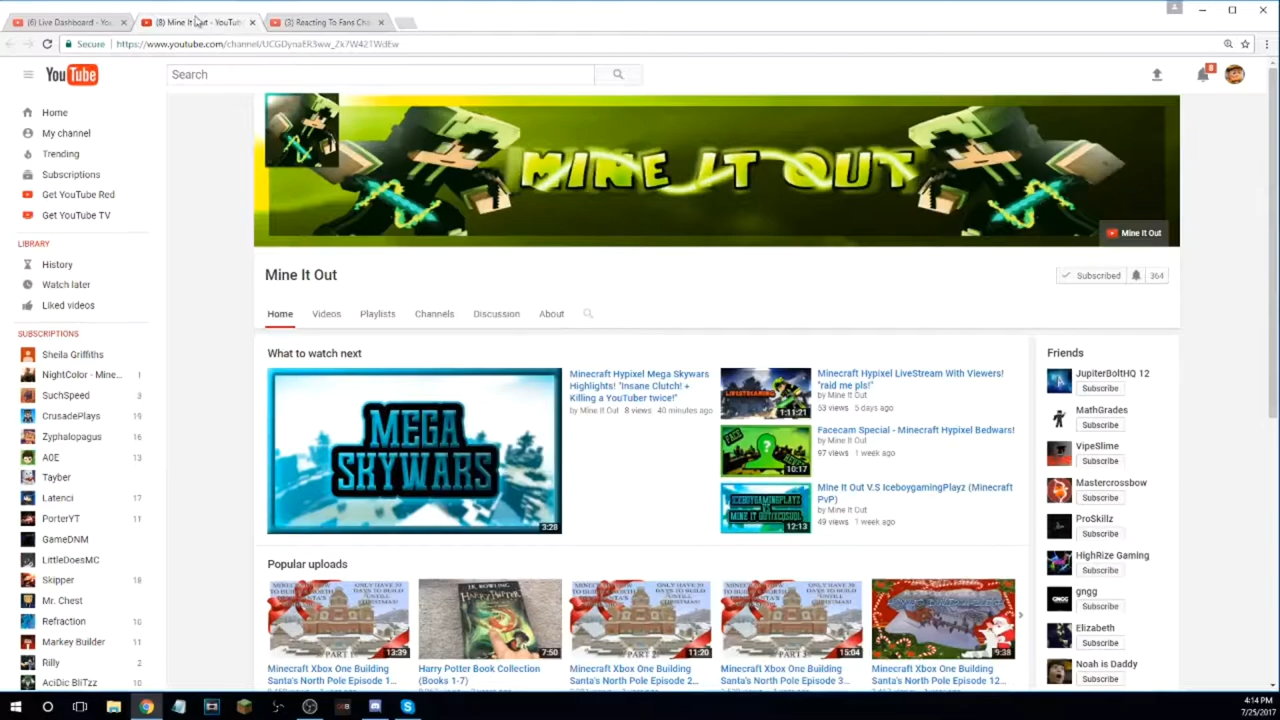 (6) Live Dashboard - You
(8) Mine It Out - YouTube
(3) Reacting To Fans Cha
Secure
https://www.youtube.com/channel/
YouTube
Search
8
Home
My channel
Trending
Subscriptions
Get YouTube Red
Get YouTube TV
LIBRARY
History
Watch later
Liked videos
SUBSCRIPTIONS
Sheila Griffiths
NightColor - Mine... 1
SuchSpeed 3
CrusadePlays 19
Zyphalopagus 16
A0E 13
Tayber
Latenci 17
PorterYT 11
GameDNM
LittleDoesMC
Skipper 18
Mr. Chest
Refraction 10
Markey Builder 11
Rilly 2
AciDic BliTzz 10
MINE IT OUT
Mine It Out
Mine It Out
Subscribed 364
Home Videos Playlists Channels Discussion About
What to watch next
MEGA
SKYWARS
3:28
Minecraft Hypixel Mega Skywars
Highlights! "Insane Clutch! +
Killing a YouTuber twice!"
by Mine It Out 8 views 40 minutes ago
LIVESTREAMING
1:11:21
Minecraft Hypixel LiveStream With Viewers!
"raid me pls!"
by Mine It Out
53 views 5 days ago
FACE
10:17
Facecam Special - Minecraft Hypixel Bedwars!
by Mine It Out
97 views 1 week ago
ICEBOYGAMINGPLAYZ
12:13
Mine It Out V.S IceboygamingPlayz (Minecraft
PvP)
by Mine It Out
49 views 1 week ago
Popular uploads
13:39
Minecraft Xbox One Building
Santa's North Pole Episode 1...
J.K. ROWLING
7:50
Harry Potter Book Collection
(Books 1-7)
PART 2
11:20
Minecraft Xbox One Building
Santa's North Pole Episode 2...
PART 3
15:04
Minecraft Xbox One Building
Santa's North Pole Episode 3...
9:38
Minecraft Xbox One Building
Santa's North Pole Episode 12...
Friends
JupiterBoltHQ 12
Subscribe
MathGrades
Subscribe
VipeSlime
Subscribe
Mastercrossbow
Subscribe
ProSkillz
Subscribe
HighRize Gaming
Subscribe
GNGG
gngg
Subscribe
Elizabeth
Subscribe
Noah is Daddy
Subscribe
4:14 PM
7/25/2017